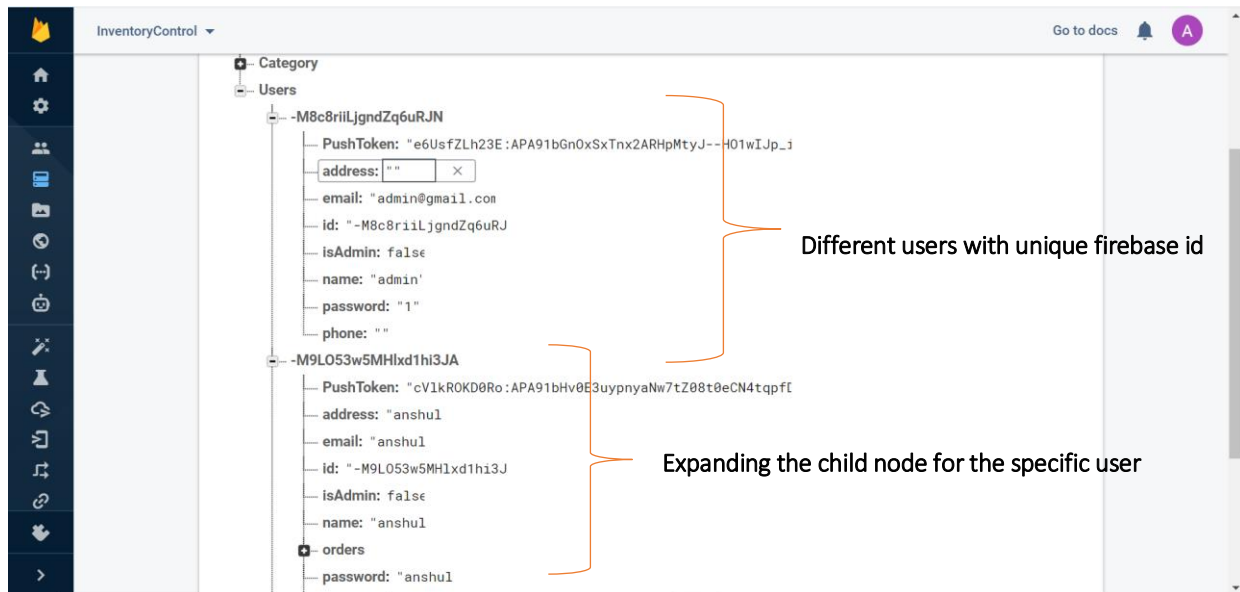 InventoryControl
Go to docs
A
Category
Users
-M8c8riiLjgndZq6uRJN
PushToken: "e6UsfZLh23E:APA91bGnOxSxTnx2ARHpMtyJ--HO1wIJp_i
address: ""
email: "admin@gmail.com
id: "-M8c8riiLjgndZq6uRJ
isAdmin: false
name: "admin'
password: "1"
phone: ""
Different users with unique firebase id
-M9LO53w5MHlxd1hi3JA
PushToken: "cVlkROKD0Ro:APA91bHv0E3uypnyaNw7tZ08t0eCN4tqpfD
address: "anshul
email: "anshul
id: "-M9LO53w5MHlxd1hi3J
isAdmin: false
name: "anshul
orders
password: "anshul
Expanding the child node for the specific user